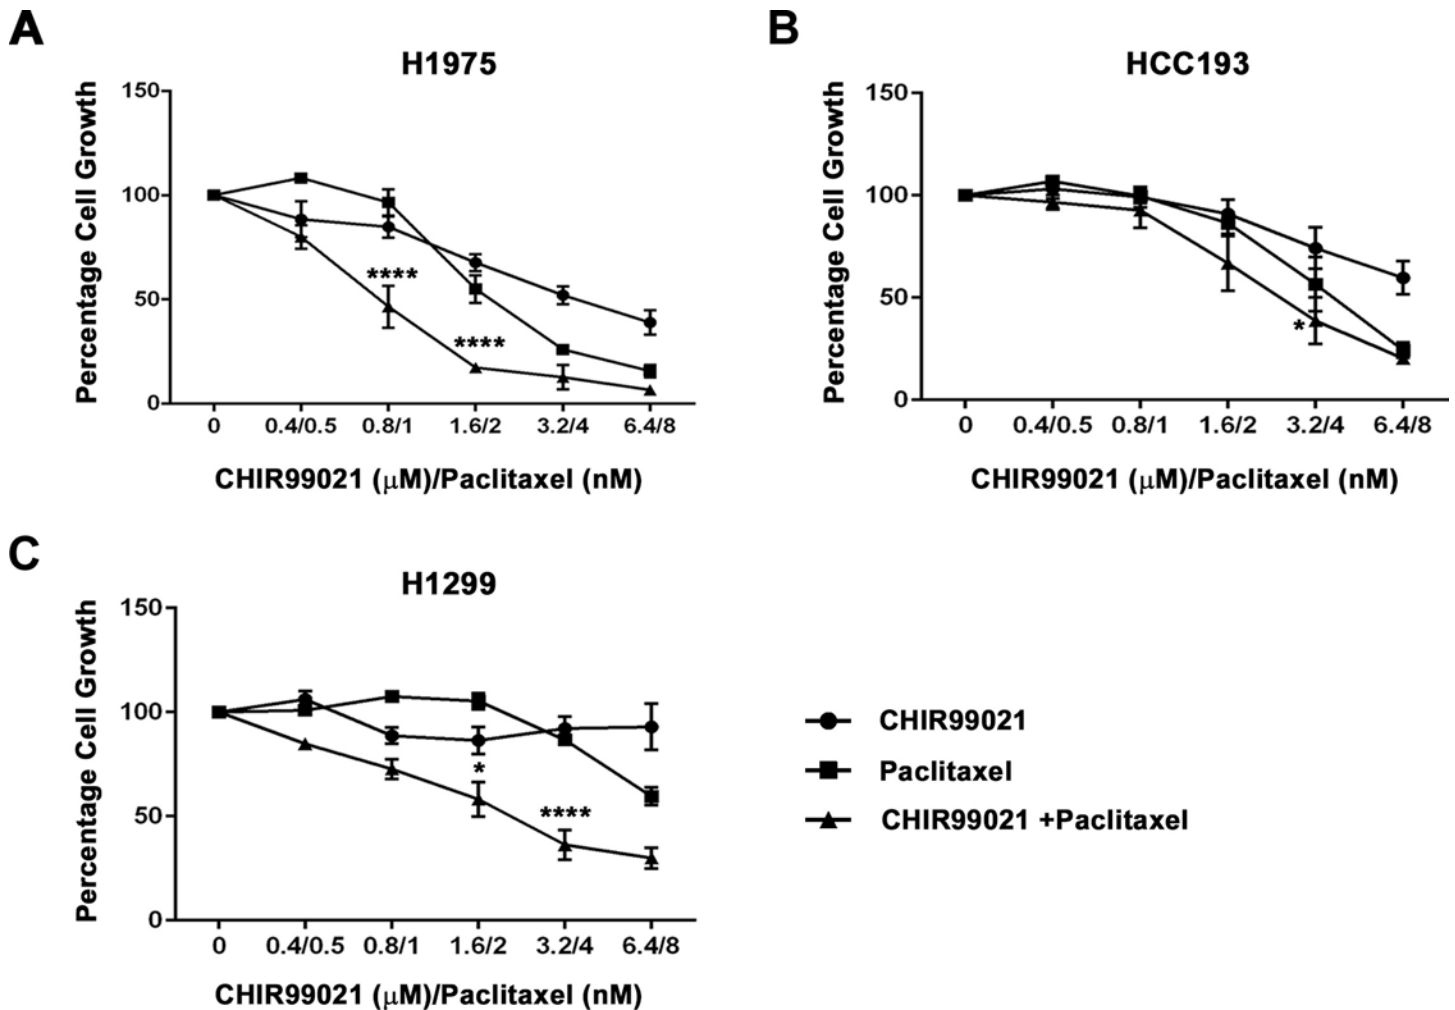 A
H1975
Percentage Cell Growth
150
100
50
0
****
****
0 0.4/0.5 0.8/1 1.6/2 3.2/4 6.4/8
CHIR99021 (μM)/Paclitaxel (nM)
B
HCC193
Percentage Cell Growth
150
100
50
0
*
0 0.4/0.5 0.8/1 1.6/2 3.2/4 6.4/8
CHIR99021 (μM)/Paclitaxel (nM)
C
H1299
Percentage Cell Growth
150
100
50
0
*
****
0 0.4/0.5 0.8/1 1.6/2 3.2/4 6.4/8
CHIR99021 (μM)/Paclitaxel (nM)
CHIR99021
Paclitaxel
CHIR99021 +Paclitaxel